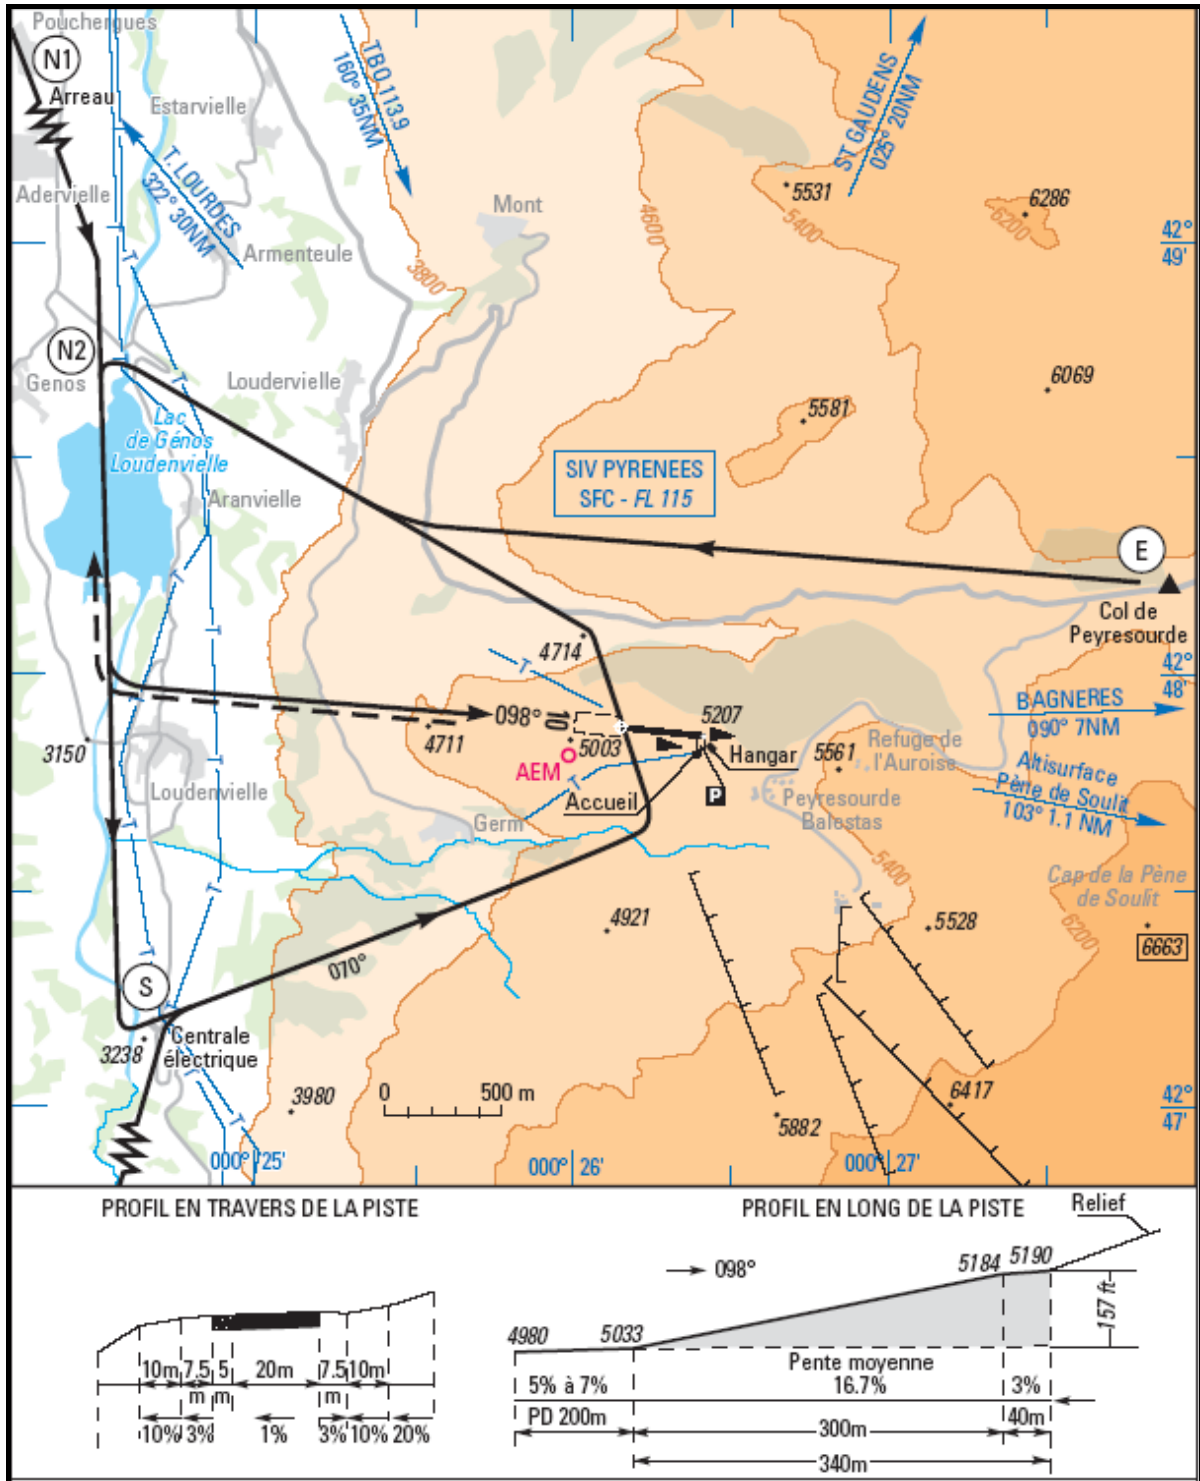 Pouchergues
N1
Arreau
Estarvielle
TBO 113.9
160° 35NM
ST GAUDENS
025° 20NM
T. LOURDES
322° 30NM
Adervielle
Mont
5531
6286
6200
5400
4600
3800
42°
49'
Armenteule
N2
Genos
Loudervielle
Lac
de Génos
Loudenvielle
Aranvielle
6069
5581
SIV PYRENEES
SFC - FL 115
E
Col de
Peyresourde
4714
42°
48'
T
T
T
T
T
T
T
T
T
T
T
T
T
BAGNERES
090° 7NM
098°
10
4711
5003
5207
AEM
Hangar
Accueil
P
5561
Refuge de
l'Auroise
Altisurface
Pène de Soulit
103° 1.1 NM
3150
Loudenvielle
Germ
Peyresourde
Balestas
5400
Cap de la Pène
de Soulit
6663
6200
4921
5528
070°
S
Centrale
électrique
3238
3980
0 500 m
5882
6417
42°
47'
000° 25'
000° 26'
000° 27'
PROFIL EN TRAVERS DE LA PISTE
PROFIL EN LONG DE LA PISTE
Relief
098°
5184 5190
4980 5033
157 ft
10m 7.5 5 20m 7.5 10m
m m m
10% 3% 1% 3% 10% 20%
Pente moyenne
5% à 7% 16.7% 3%
PD 200m 300m 40m
340m